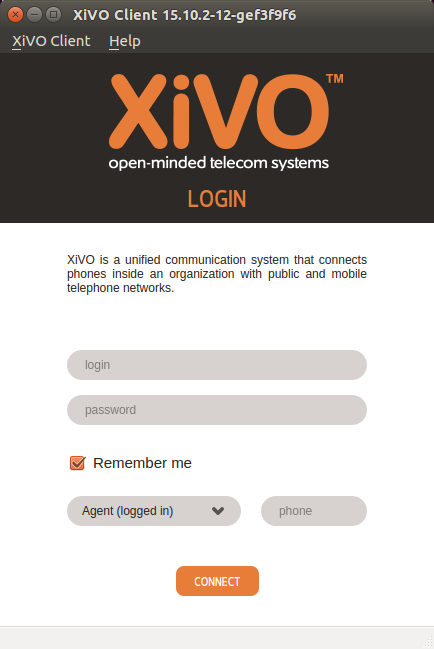 XiVO Client 15.10.2-12-gef3f9f6
XiVO Client Help
XiVO™
open-minded telecom systems
LOGIN
XiVO is a unified communication system that connects
phones inside an organization with public and mobile
telephone networks.
login
password
Remember me
Agent (logged in) phone
CONNECT